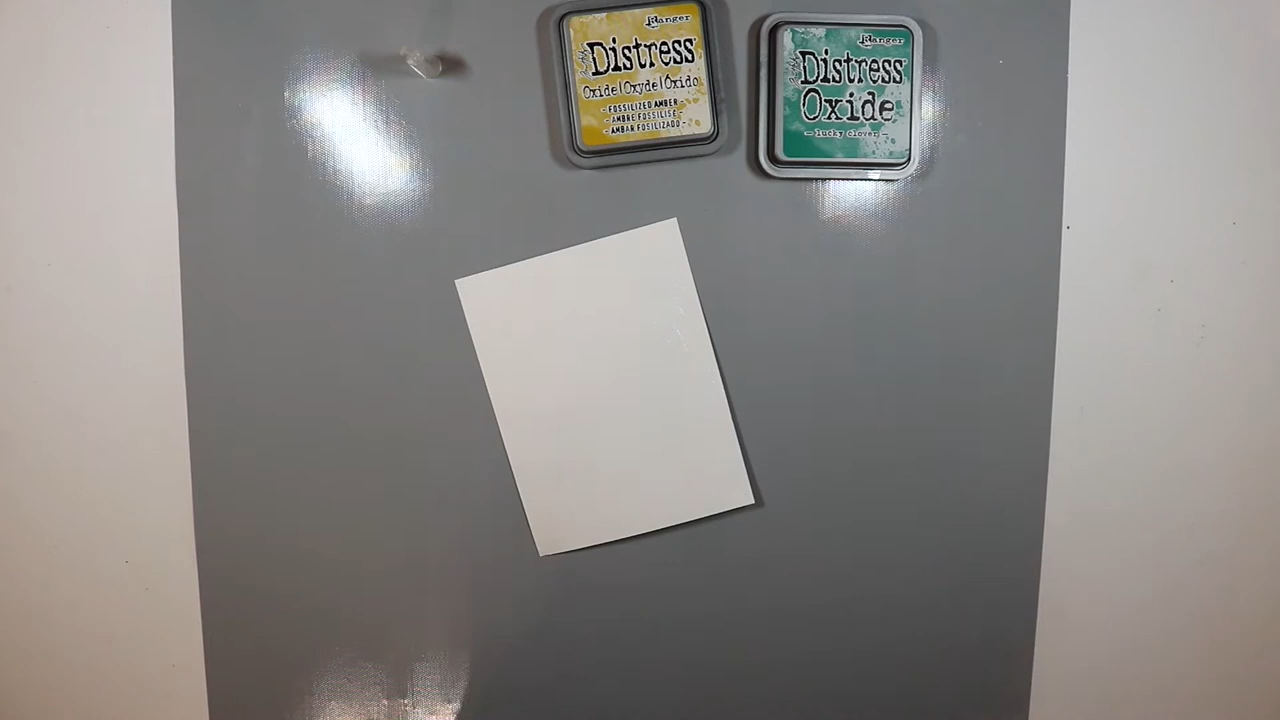 Ranger
Distress
Oxide|Oxyde|Óxido
- FOSSILIZED AMBER -
- AMBRE FOSSILISÉ -
- ÁMBAR FOSILIZADO -
Ranger
Distress
Oxide
- lucky clover -